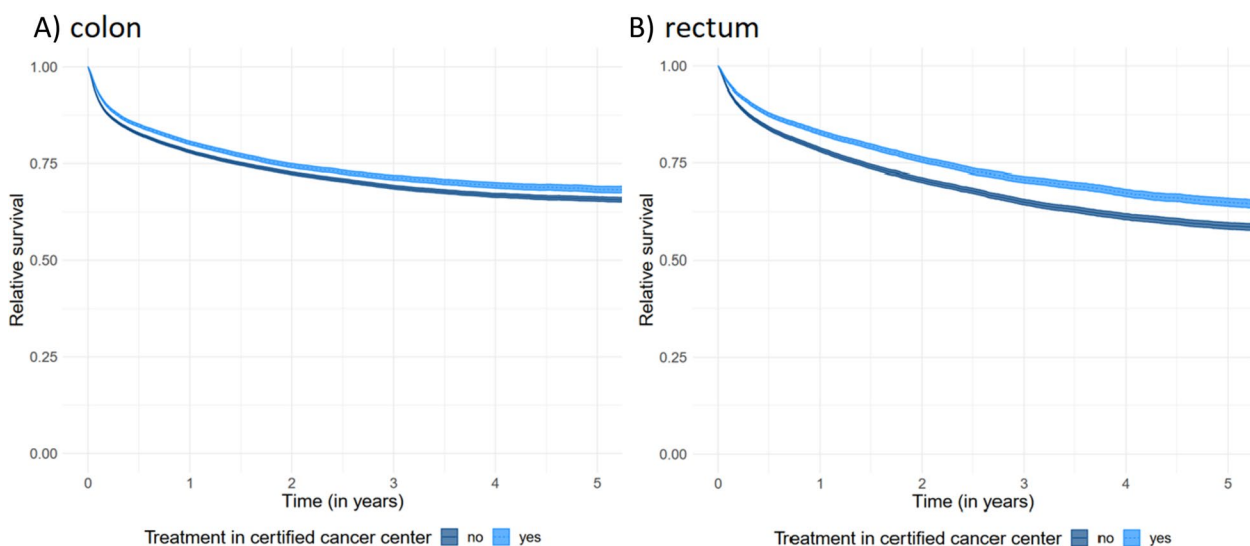 A) colon
1.00
0.75
0.50
0.25
0.00
Relative survival
0 1 2 3 4 5
Time (in years)
Treatment in certified cancer center no yes
B) rectum
1.00
0.75
0.50
0.25
0.00
Relative survival
0 1 2 3 4 5
Time (in years)
Treatment in certified cancer center no yes